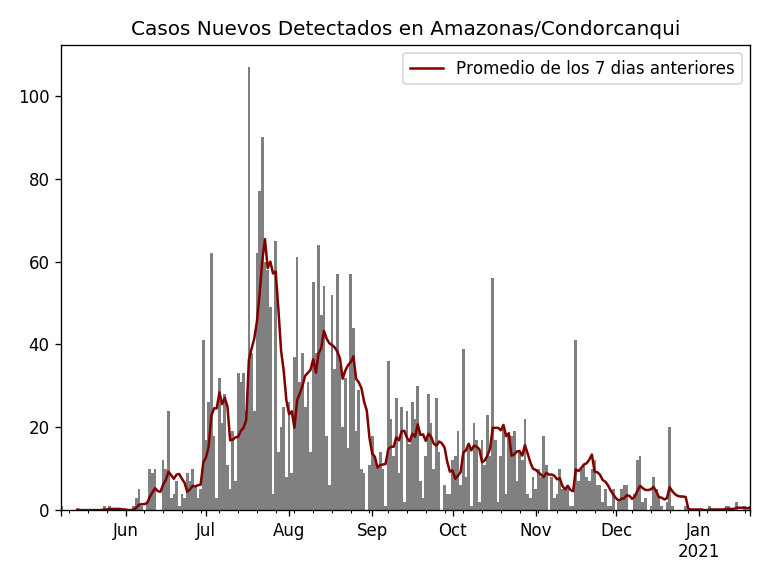 Casos Nuevos Detectados en Amazonas/Condorcanqui
Promedio de los 7 dias anteriores
100
80
60
40
20
0
Jun Jul Aug Sep Oct Nov Dec Jan
2021